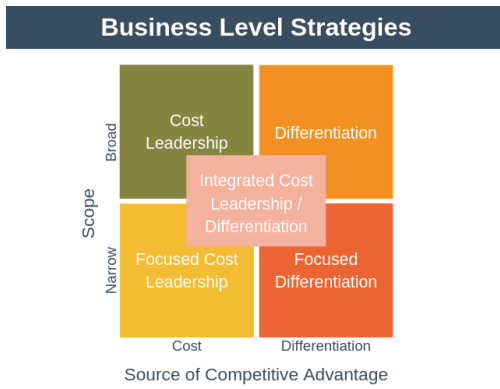 Business Level Strategies
Broad
Cost
Leadership
Differentiation
Integrated Cost
Leadership /
Differentiation
Scope
Narrow
Focused Cost
Leadership
Focused
Differentiation
Cost
Differentiation
Source of Competitive Advantage